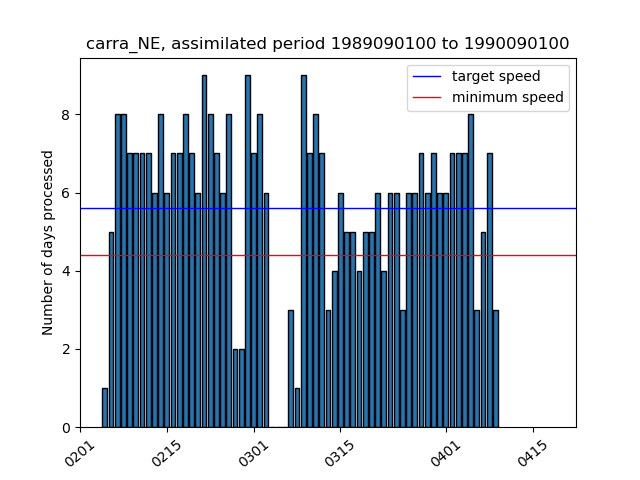 carra_NE, assimilated period 1989090100 to 1990090100
target speed
minimum speed
Number of days processed
8
6
4
2
0
0201
0215
0301
0315
0401
0415